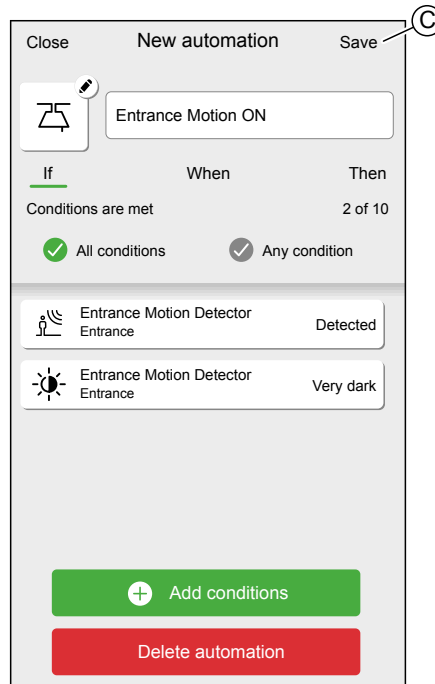 Close New automation Save
C
Entrance Motion ON
If When Then
Conditions are met 2 of 10
All conditions Any condition
Entrance Motion Detector
Entrance
Detected
Entrance Motion Detector
Entrance
Very dark
Add conditions
Delete automation